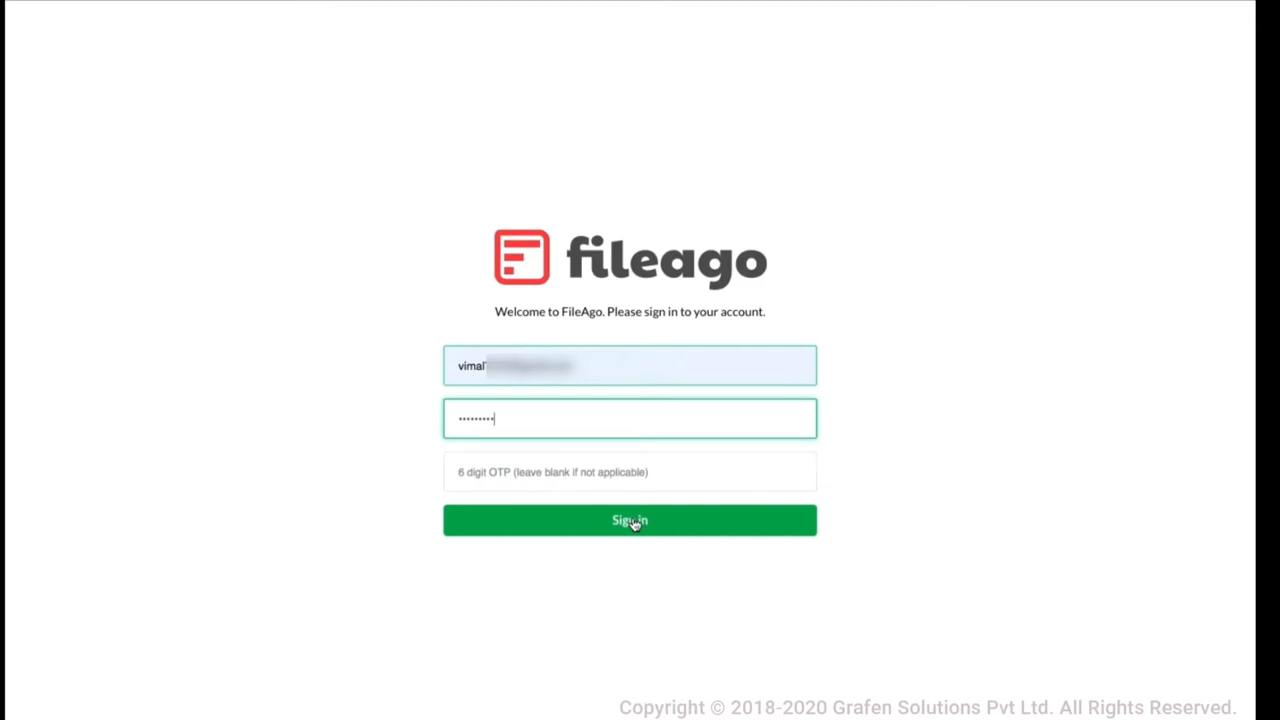 fileago
Welcome to FileAgo. Please sign in to your account.
vimal
•••••••••
6 digit OTP (leave blank if not applicable)
Sign in
Copyright © 2018-2020 Grafen Solutions Pvt Ltd. All Rights Reserved.